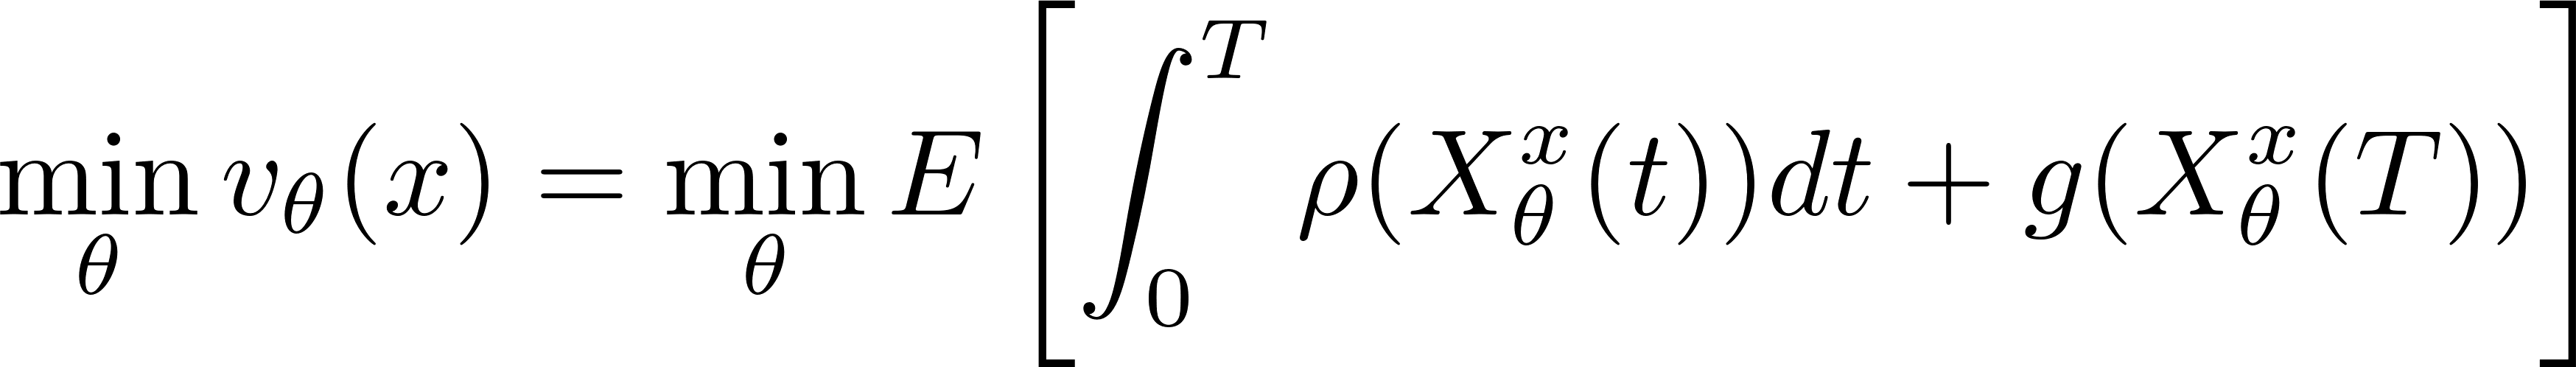 \min_{\theta} v_{\theta}(x) = \min_{\theta} E \left[ \int_{0}^{T} \rho(X_{\theta}^{x}(t))dt + g(X_{\theta}^{x}(T)) \right]